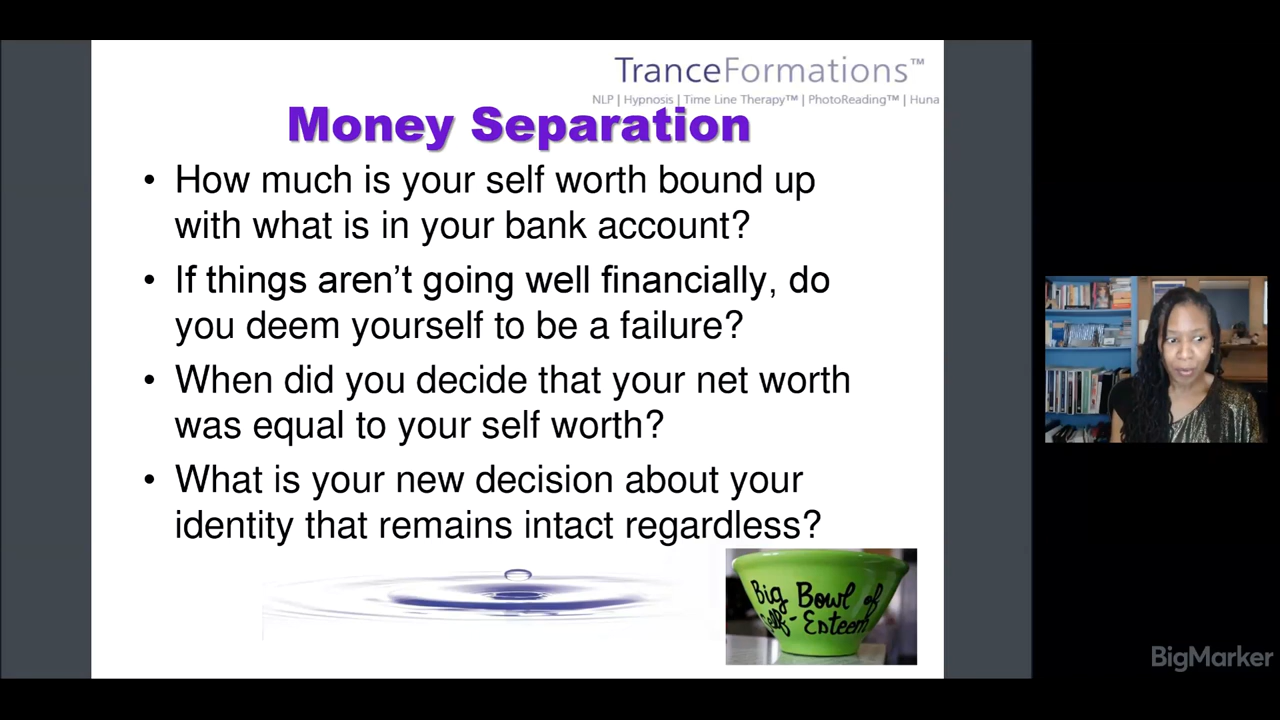 TranceFormations™
NLP | Hypnosis | Time Line Therapy™ | PhotoReading™ | Huna
Money Separation
• How much is your self worth bound up
with what is in your bank account?
• If things aren’t going well financially, do
you deem yourself to be a failure?
• When did you decide that your net worth
was equal to your self worth?
• What is your new decision about your
identity that remains intact regardless?
Big Bowl of
Self-Esteem
BigMarker